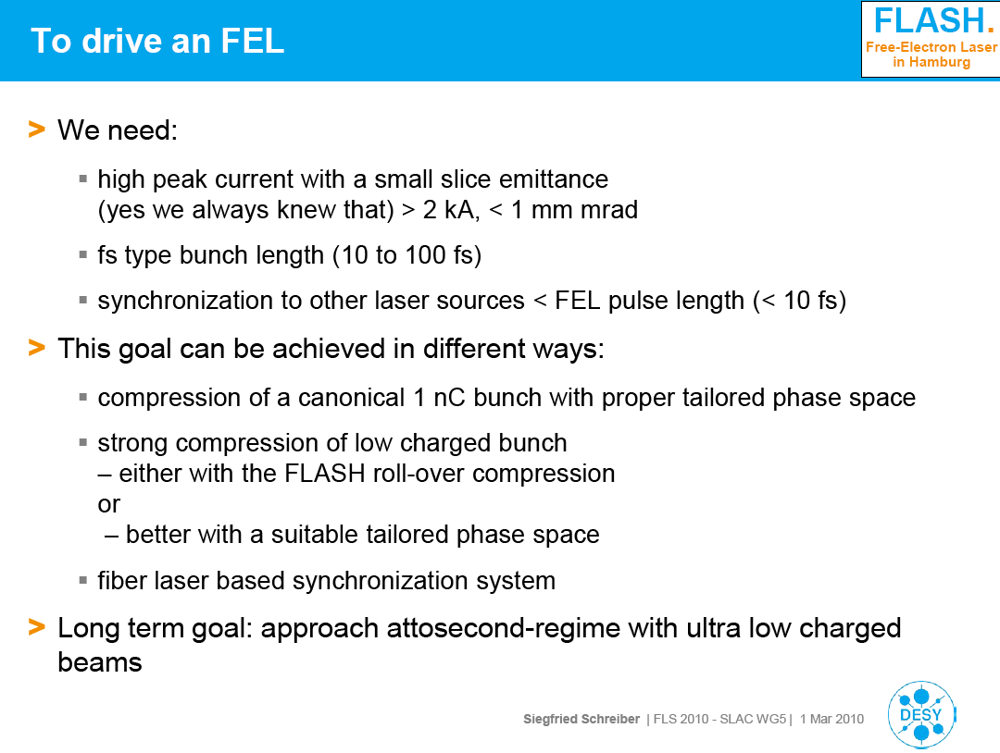 To drive an FEL
FLASH.
Free-Electron Laser
in Hamburg
> We need:
▪ high peak current with a small slice emittance
(yes we always knew that) > 2 kA, < 1 mm mrad
▪ fs type bunch length (10 to 100 fs)
▪ synchronization to other laser sources < FEL pulse length (< 10 fs)
> This goal can be achieved in different ways:
▪ compression of a canonical 1 nC bunch with proper tailored phase space
▪ strong compression of low charged bunch
– either with the FLASH roll-over compression
or
– better with a suitable tailored phase space
▪ fiber laser based synchronization system
> Long term goal: approach attosecond-regime with ultra low charged
beams
Siegfried Schreiber | FLS 2010 - SLAC WG5 | 1 Mar 2010
DESY